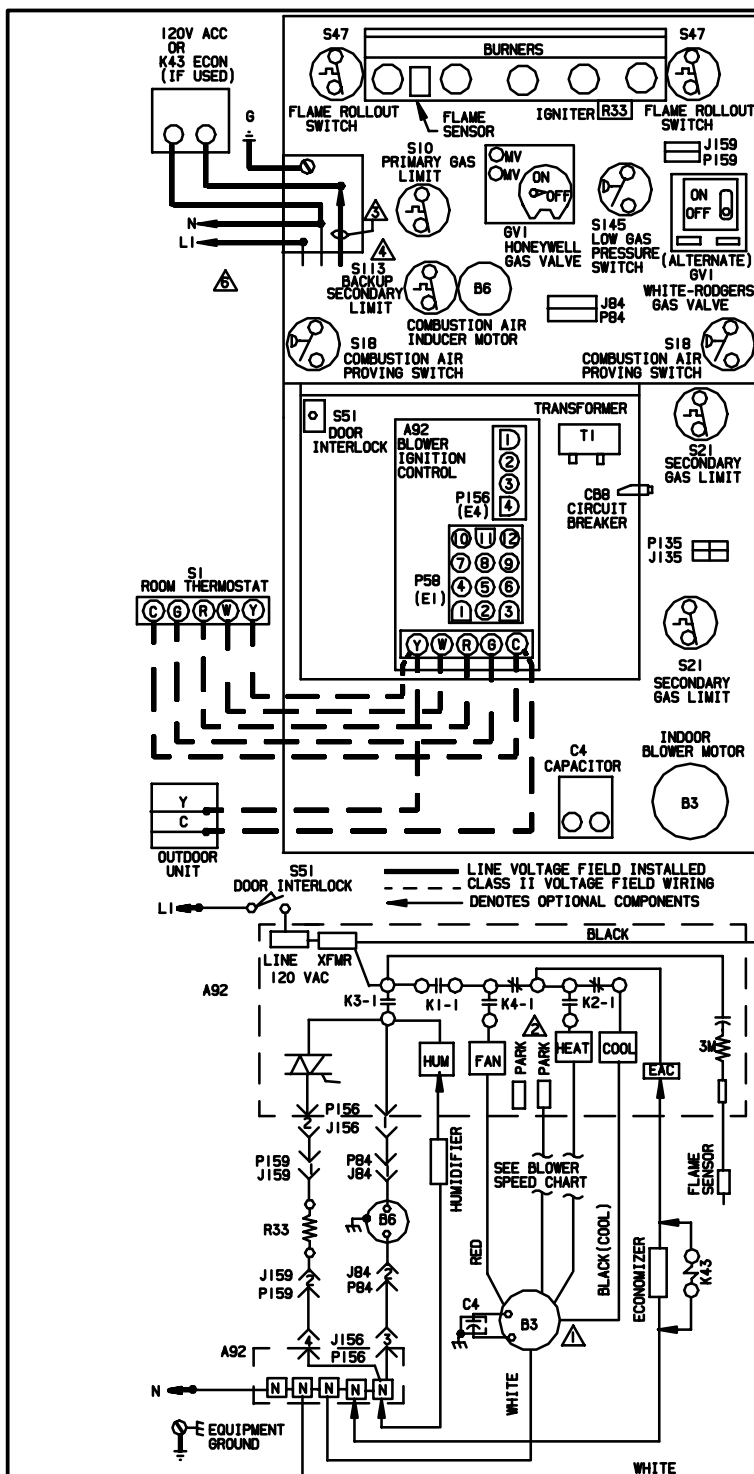 120V ACC
OR
K43 ECON
(IF USED)
S47
BURNERS
S47
FLAME ROLLOUT
SWITCH
FLAME
SENSOR
IGNITER R33
FLAME ROLLOUT
SWITCH
G
S10
PRIMARY GAS
LIMIT
MV
MV
ON
OFF
J159
P159
ON
OFF
N
L1
3
4
6
GV1
HONEYWELL
GAS VALVE
S145
LOW GAS
PRESSURE
SWITCH
(ALTERNATE)
GV1
WHITE-RODGERS
GAS VALVE
S113
BACKUP
SECONDARY
LIMIT
B6
COMBUSTION AIR
INDUCER MOTOR
J84
P84
S18
COMBUSTION AIR
PROVING SWITCH
S18
COMBUSTION AIR
PROVING SWITCH
S51
DOOR
INTERLOCK
A92
BLOWER
IGNITION
CONTROL
1
2
3
4
P156
(E4)
TRANSFORMER
T1
S21
SECONDARY
GAS LIMIT
CB8
CIRCUIT
BREAKER
10 11 12
7 8 9
4 5 6
1 2 3
P58
(E1)
P135
J135
S1
ROOM THERMOSTAT
C G R W Y
Y W R G C
S21
SECONDARY
GAS LIMIT
C4
CAPACITOR
INDOOR
BLOWER MOTOR
B3
Y
C
OUTDOOR
UNIT
LINE VOLTAGE FIELD INSTALLED
CLASS II VOLTAGE FIELD WIRING
DENOTES OPTIONAL COMPONENTS
S51
DOOR INTERLOCK
L1
BLACK
LINE XFMR
120 VAC
A92
K3-1
K1-1
K4-1
K2-1
2
HUM
FAN
PARK
PARK
HEAT
COOL
EAC
3M
P156
2 1
J156
P159
J159
P84
J84
HUMIDIFIER
SEE BLOWER
SPEED CHART
FLAME
SENSOR
R33
B6
RED
BLACK(COOL)
ECONOMIZER
K43
J159
2
P159
J84
2
P84
C4
B3
1
A92
4 J156 3
P156
N
N N N N N
WHITE
EQUIPMENT
GROUND
WHITE